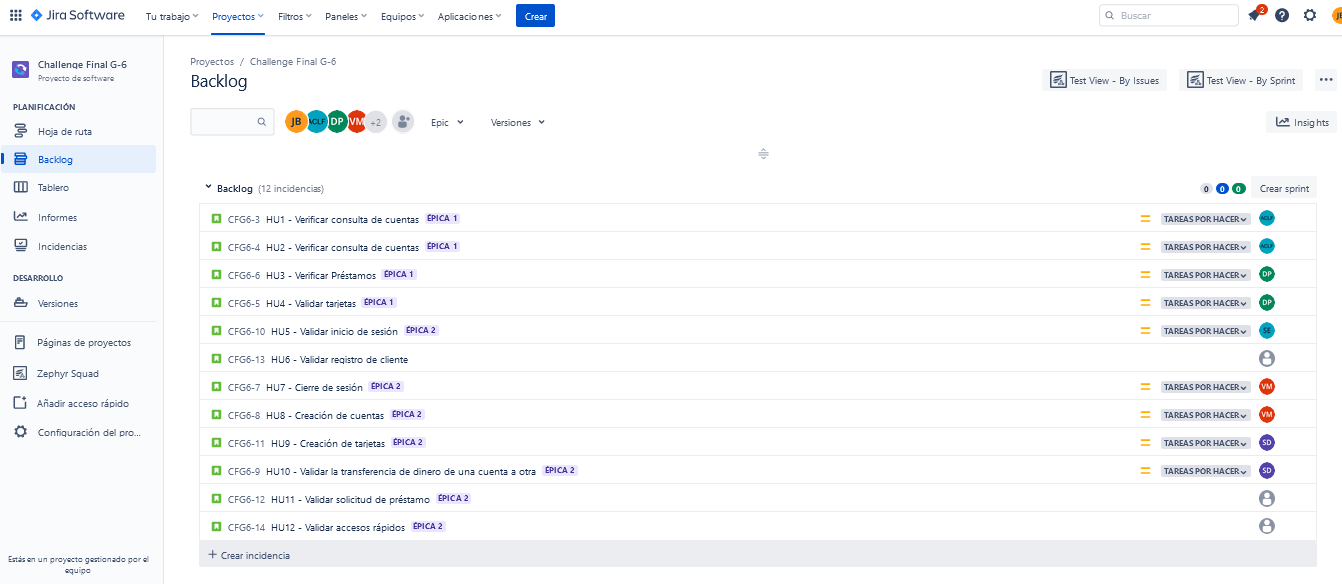 Jira Software Tu trabajo Proyectos Filtros Paneles Equipos Aplicaciones Crear Buscar 2
Challenge Final G-6
Proyecto de software
PLANIFICACIÓN
Hoja de ruta
Backlog
Tablero
Informes
Incidencias
DESARROLLO
Versiones
Páginas de proyectos
Zephyr Squad
Añadir acceso rápido
Configuración del pro...
Estás en un proyecto gestionado por el
equipo
Proyectos / Challenge Final G-6
Backlog
Test View - By Issues Test View - By Sprint
JB ACLF DP VM +2 Epic Versiones Insights
Backlog (12 incidencias) 0 0 0 Crear sprint
CFG6-3 HU1 - Verificar consulta de cuentas ÉPICA 1 TAREAS POR HACER ACLF
CFG6-4 HU2 - Verificar consulta de cuentas ÉPICA 1 TAREAS POR HACER ACLF
CFG6-6 HU3 - Verificar Préstamos ÉPICA 1 TAREAS POR HACER DP
CFG6-5 HU4 - Validar tarjetas ÉPICA 1 TAREAS POR HACER DP
CFG6-10 HU5 - Validar inicio de sesión ÉPICA 2 TAREAS POR HACER SE
CFG6-13 HU6 - Validar registro de cliente
CFG6-7 HU7 - Cierre de sesión ÉPICA 2 TAREAS POR HACER VM
CFG6-8 HU8 - Creación de cuentas ÉPICA 2 TAREAS POR HACER VM
CFG6-11 HU9 - Creación de tarjetas ÉPICA 2 TAREAS POR HACER SD
CFG6-9 HU10 - Validar la transferencia de dinero de una cuenta a otra ÉPICA 2 TAREAS POR HACER SD
CFG6-12 HU11 - Validar solicitud de préstamo ÉPICA 2
CFG6-14 HU12 - Validar accesos rápidos ÉPICA 2
+ Crear incidencia